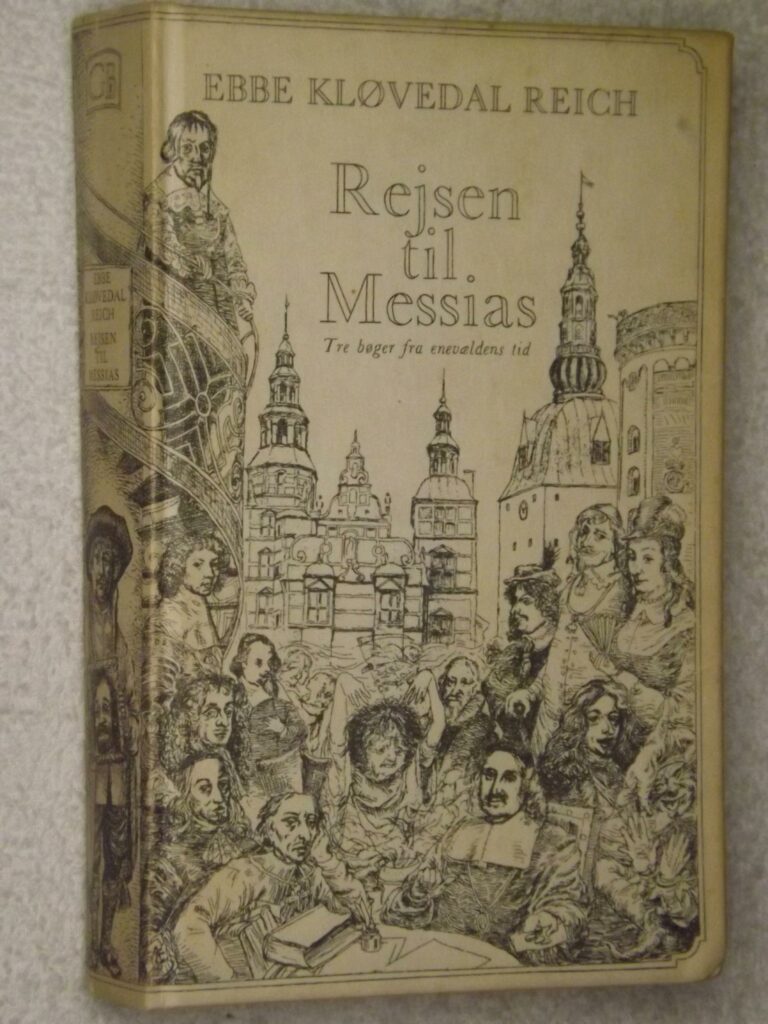 EBBE KLØVEDAL REICH
Rejsen
til
Messias
Tre bøger fra enevældens tid
EBBE
KLØVEDAL
REICH
REJSEN
TIL
MESSIAS